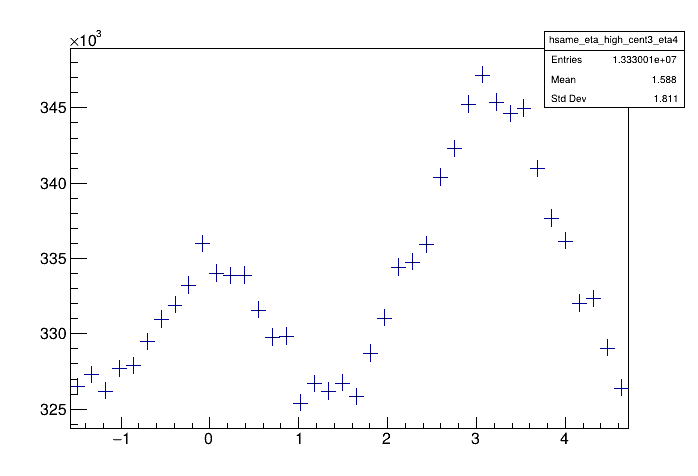 ×10³
hsame_eta_high_cent3_eta4
Entries 1.333001e+07
Mean 1.588
Std Dev 1.811
345
340
335
330
325
−1 0 1 2 3 4